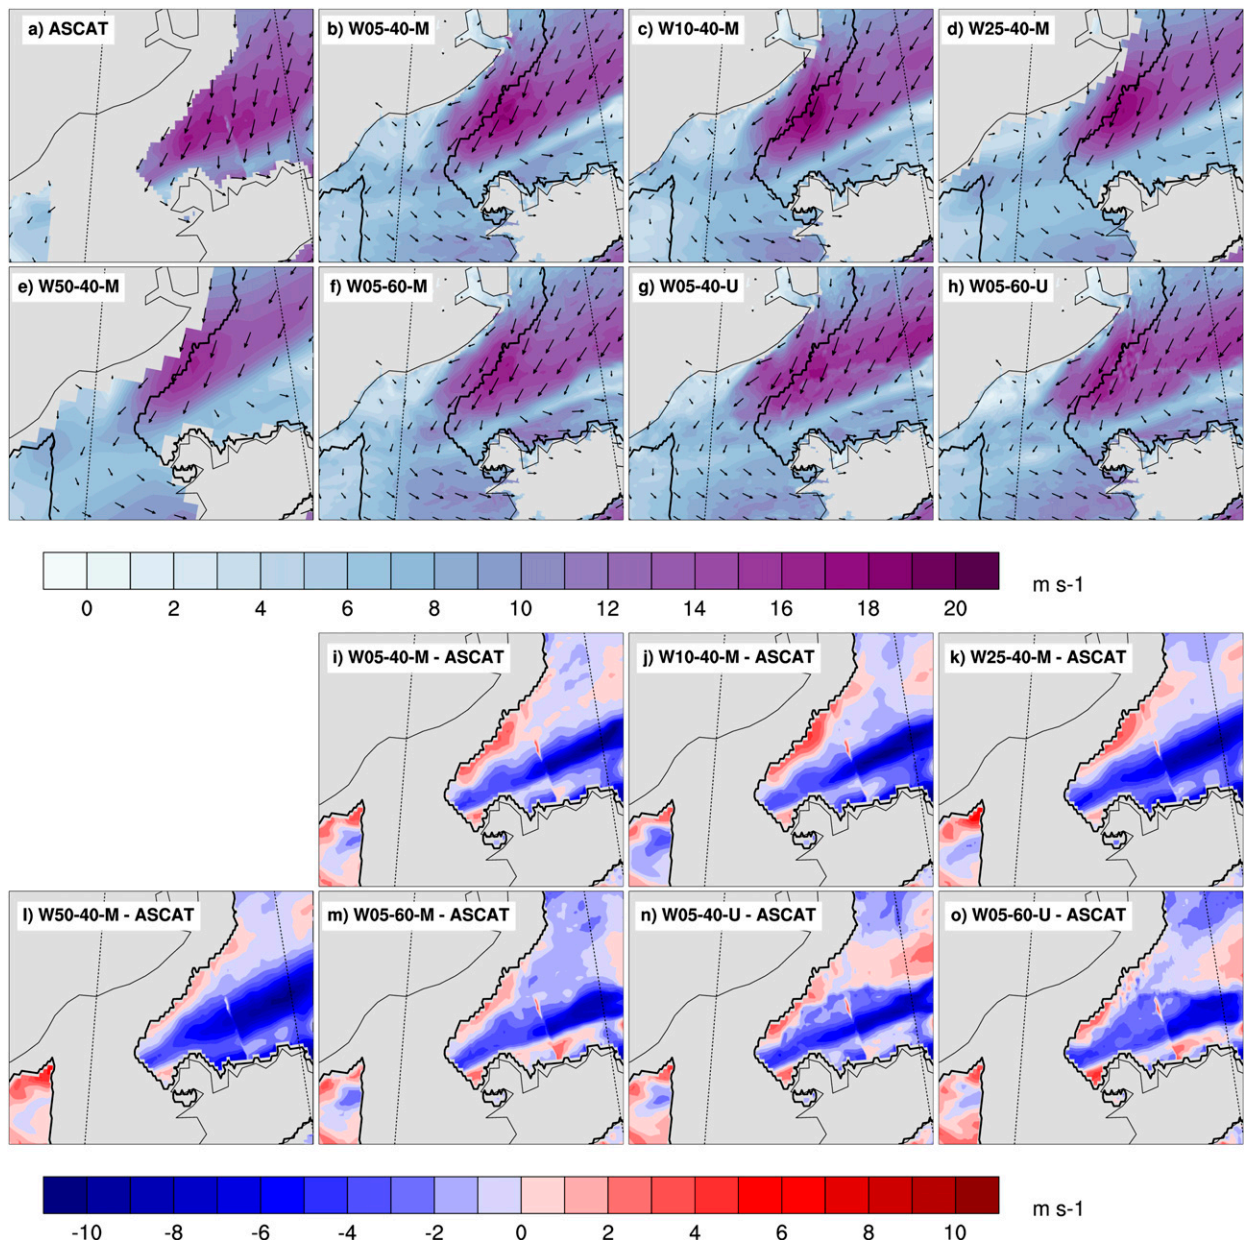 a) ASCAT
b) W05-40-M
c) W10-40-M
d) W25-40-M
e) W50-40-M
f) W05-60-M
g) W05-40-U
h) W05-60-U
0 2 4 6 8 10 12 14 16 18 20
m s-1
i) W05-40-M - ASCAT
j) W10-40-M - ASCAT
k) W25-40-M - ASCAT
l) W50-40-M - ASCAT
m) W05-60-M - ASCAT
n) W05-40-U - ASCAT
o) W05-60-U - ASCAT
-10 -8 -6 -4 -2 0 2 4 6 8 10
m s-1